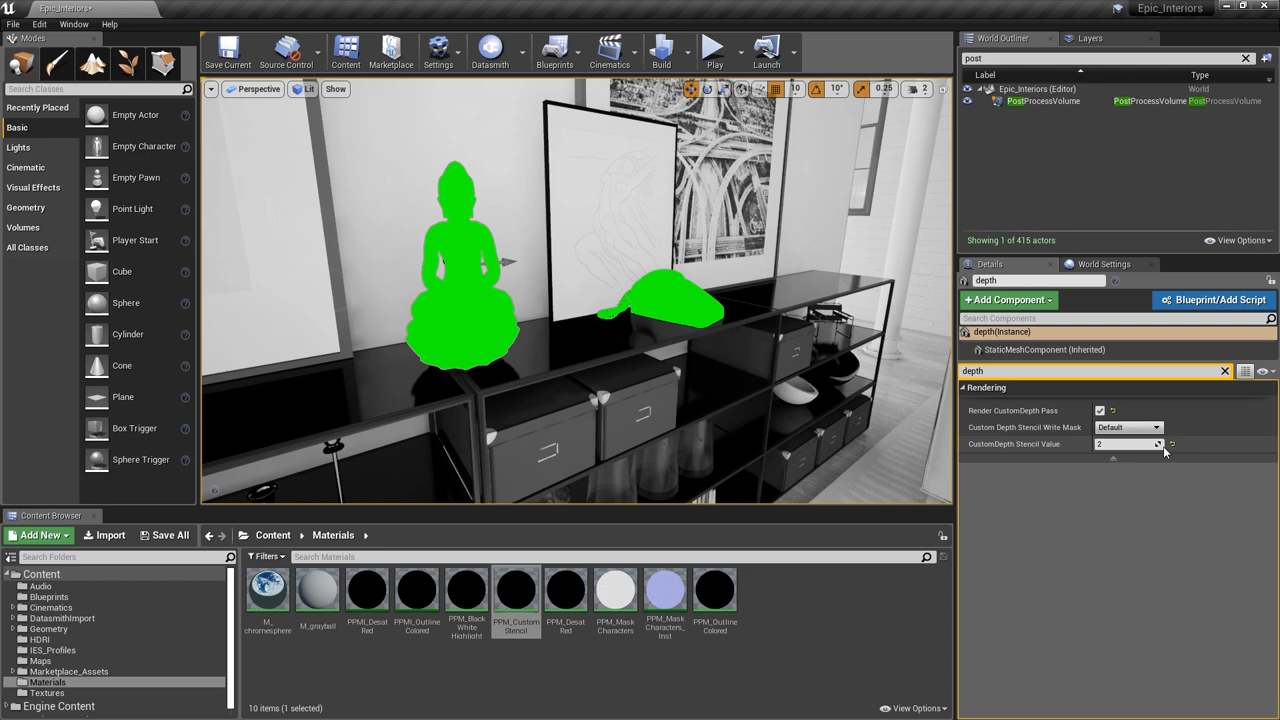 Epic_Interiors*
Epic_Interiors
File Edit Window Help
Modes
Search Classes
Recently Placed
Basic
Lights
Cinematic
Visual Effects
Geometry
Volumes
All Classes
Empty Actor
Empty Character
Empty Pawn
Point Light
Player Start
Cube
Sphere
Cylinder
Cone
Plane
Box Trigger
Sphere Trigger
Save Current
Source Control
Content
Marketplace
Settings
Datasmith
Blueprints
Cinematics
Build
Play
Launch
Perspective
Lit
Show
10
10°
0.25
2
World Outliner
Layers
post
Label Type
Epic_Interiors (Editor) World
PostProcessVolume PostProcessVolume PostProcessVolume
Showing 1 of 415 actors
View Options
Details
World Settings
depth
+ Add Component
Blueprint/Add Script
Search Components
depth(Instance)
StaticMeshComponent (Inherited)
depth
Rendering
Render CustomDepth Pass
Custom Depth Stencil Write Mask Default
CustomDepth Stencil Value 2
Content Browser
Add New
Import
Save All
Content
Materials
Search Folders
Filters
Search Materials
Content
Audio
Blueprints
Cinematics
DatasmithImport
Geometry
HDRI
IES_Profiles
Maps
Marketplace_Assets
Materials
Textures
Engine Content
M_
chromesphere
M_grayball
PPMI_Desat
Red
PPMI_Outline
Colored
PPM_Black
White
Highlight
PPM_Custom
Stencil
PPM_Desat
Red
PPM_Mask
Characters
PPM_Mask
Characters_
Inst
PPM_Outline
Colored
10 items (1 selected)
View Options